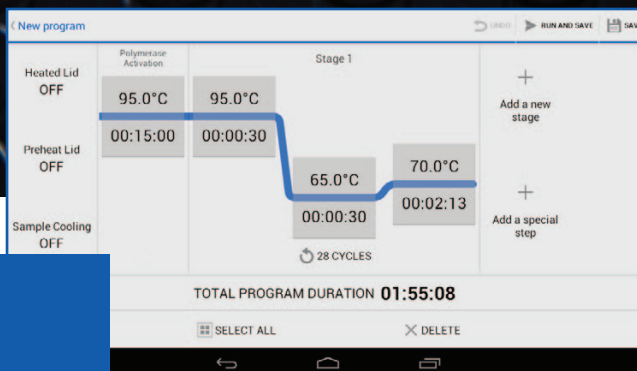 New program
UNDO
RUN AND SAVE
SAV
Heated Lid
OFF
Preheat Lid
OFF
Sample Cooling
OFF
Polymerase
Activation
95.0°C
00:15:00
Stage 1
95.0°C
00:00:30
65.0°C
00:00:30
70.0°C
00:02:13
28 CYCLES
Add a new
stage
Add a special
step
TOTAL PROGRAM DURATION 01:55:08
SELECT ALL
DELETE